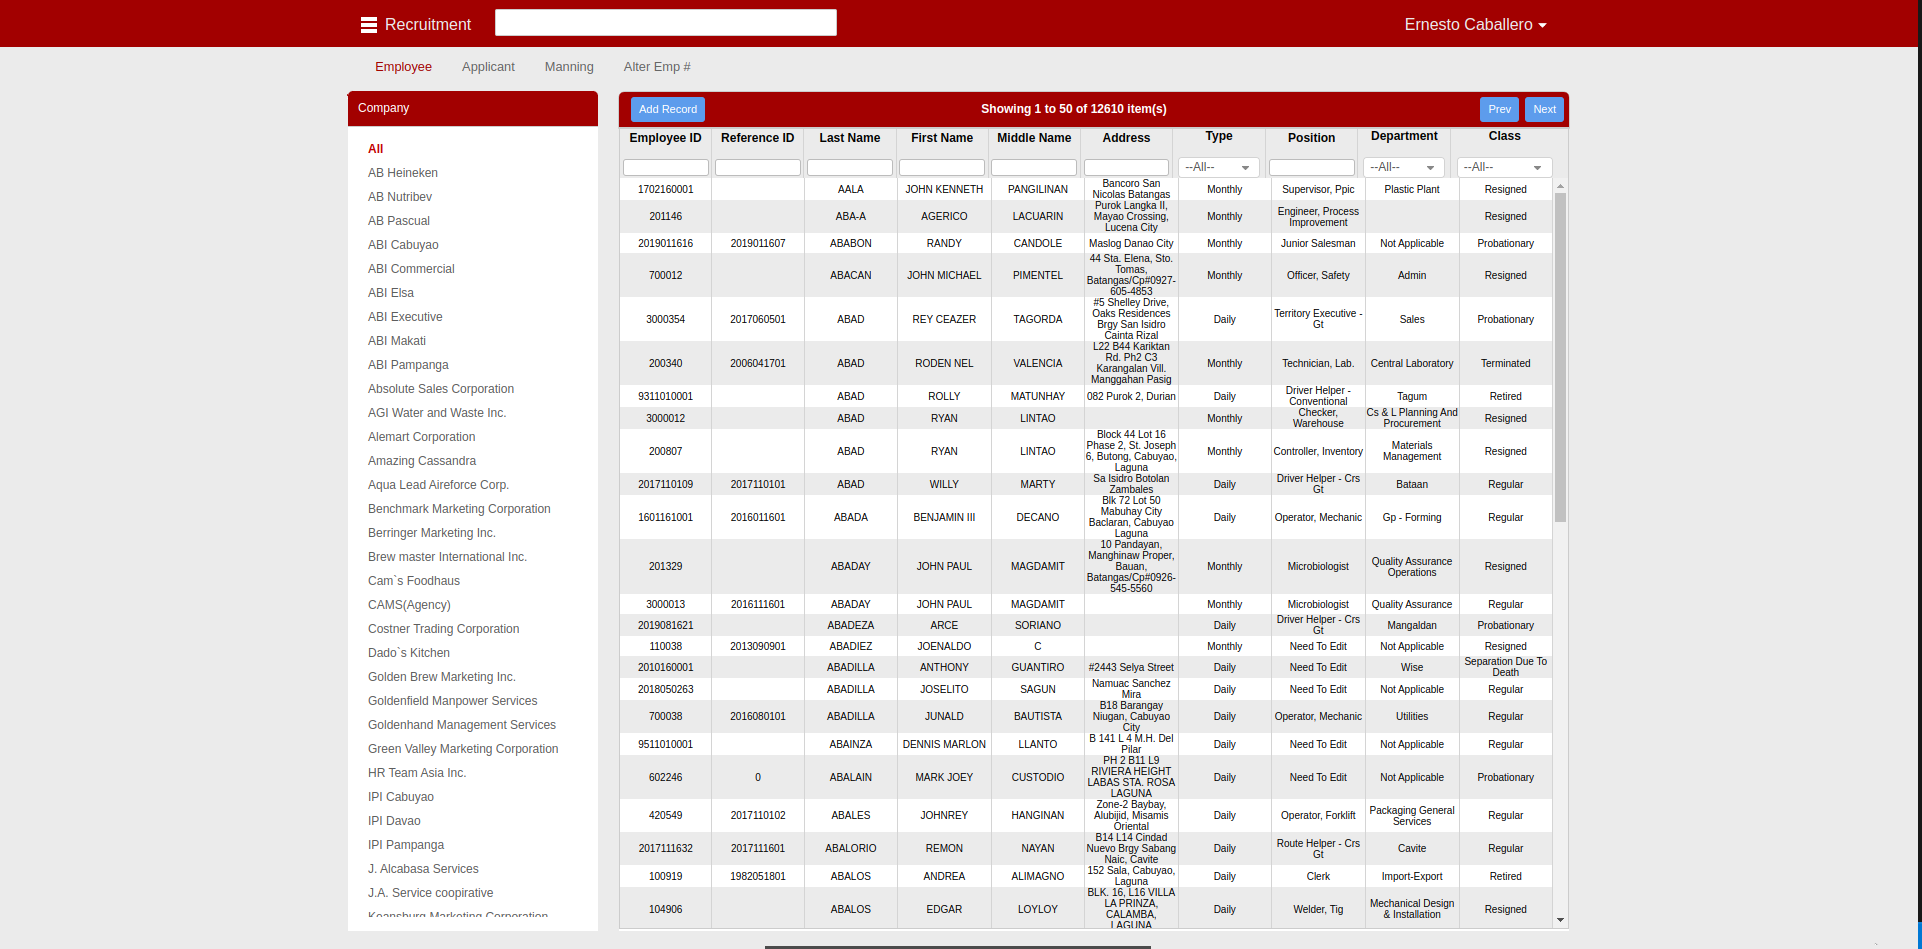 Recruitment
Ernesto Caballero
Employee Applicant Manning Alter Emp #
Company
All
AB Heineken
AB Nutribev
AB Pascual
ABI Cabuyao
ABI Commercial
ABI Elsa
ABI Executive
ABI Makati
ABI Pampanga
Absolute Sales Corporation
AGI Water and Waste Inc.
Alemart Corporation
Amazing Cassandra
Aqua Lead Aireforce Corp.
Benchmark Marketing Corporation
Berringer Marketing Inc.
Brew master International Inc.
Cam`s Foodhaus
CAMS(Agency)
Costner Trading Corporation
Dado`s Kitchen
Golden Brew Marketing Inc.
Goldenfield Manpower Services
Goldenhand Management Services
Green Valley Marketing Corporation
HR Team Asia Inc.
IPI Cabuyao
IPI Davao
IPI Pampanga
J. Alcabasa Services
J.A. Service coopirative
Keansburg Marketing Corporation
Add Record Showing 1 to 50 of 12610 item(s) Prev Next
Employee ID Reference ID Last Name First Name Middle Name Address Type Position Department Class
--All-- --All-- --All--
1702160001 AALA JOHN KENNETH PANGILINAN Bancoro San Nicolas Batangas Monthly Supervisor, Ppic Plastic Plant Resigned
201146 ABA-A AGERICO LACUARIN Purok Langka II, Mayao Crossing, Lucena City Monthly Engineer, Process Improvement Resigned
2019011616 2019011607 ABABON RANDY CANDOLE Maslog Danao City Monthly Junior Salesman Not Applicable Probationary
700012 ABACAN JOHN MICHAEL PIMENTEL 44 Sta. Elena, Sto. Tomas, Batangas/Cp#0927-605-4853 Monthly Officer, Safety Admin Resigned
3000354 2017060501 ABAD REY CEAZER TAGORDA #5 Shelley Drive, Oaks Residences Brgy San Isidro Cainta Rizal Daily Territory Executive - Gt Sales Probationary
200340 2006041701 ABAD RODEN NEL VALENCIA L22 B44 Kariktan Rd. Ph2 C3 Karangalan Vill. Manggahan Pasig Monthly Technician, Lab. Central Laboratory Terminated
9311010001 ABAD ROLLY MATUNHAY 082 Purok 2, Durian Daily Driver Helper - Conventional Tagum Retired
3000012 ABAD RYAN LINTAO Monthly Checker, Warehouse Cs & L Planning And Procurement Resigned
200807 ABAD RYAN LINTAO Block 44 Lot 16 Phase 2, St. Joseph 6, Butong, Cabuyao, Laguna Monthly Controller, Inventory Materials Management Resigned
2017110109 2017110101 ABAD WILLY MARTY Sa Isidro Botolan Zambales Daily Driver Helper - Crs Gt Bataan Regular
1601161001 2016011601 ABADA BENJAMIN III DECANO Blk 72 Lot 50 Mabuhay City Baclaran, Cabuyao Laguna Daily Operator, Mechanic Gp - Forming Regular
201329 ABADAY JOHN PAUL MAGDAMIT 10 Pandayan, Manghinaw Proper, Bauan, Batangas/Cp#0926-545-5560 Monthly Microbiologist Quality Assurance Operations Resigned
3000013 2016111601 ABADAY JOHN PAUL MAGDAMIT Monthly Microbiologist Quality Assurance Regular
2019081621 ABADEZA ARCE SORIANO Daily Driver Helper - Crs Gt Mangaldan Probationary
110038 2013090901 ABADIEZ JOENALDO C Monthly Need To Edit Not Applicable Resigned
2010160001 ABADILLA ANTHONY GUANTIRO #2443 Selya Street Daily Need To Edit Wise Separation Due To Death
2018050263 ABADILLA JOSELITO SAGUN Namuac Sanchez Mira Daily Need To Edit Not Applicable Regular
700038 2016080101 ABADILLA JUNALD BAUTISTA B18 Barangay Niugan, Cabuyao City Daily Operator, Mechanic Utilities Regular
9511010001 ABAINZA DENNIS MARLON LLANTO B 141 L 4 M.H. Del Pilar Daily Need To Edit Not Applicable Regular
602246 0 ABALAIN MARK JOEY CUSTODIO PH 2 B11 L9 RIVIERA HEIGHT LABAS STA. ROSA LAGUNA Daily Need To Edit Not Applicable Probationary
420549 2017110102 ABALES JOHNREY HANGINAN Zone-2 Baybay, Alubijid, Misamis Oriental Daily Operator, Forklift Packaging General Services Regular
2017111632 2017111601 ABALORIO REMON NAYAN B14 L14 Cindad Nuevo Brgy Sabang Naic, Cavite Daily Route Helper - Crs Gt Cavite Regular
100919 1982051801 ABALOS ANDREA ALIMAGNO 152 Sala, Cabuyao, Laguna Daily Clerk Import-Export Retired
104906 ABALOS EDGAR LOYLOY BLK. 16, L16 VILLA LA PRINZA, CALAMBA, LAGUNA Daily Welder, Tig Mechanical Design & Installation Resigned